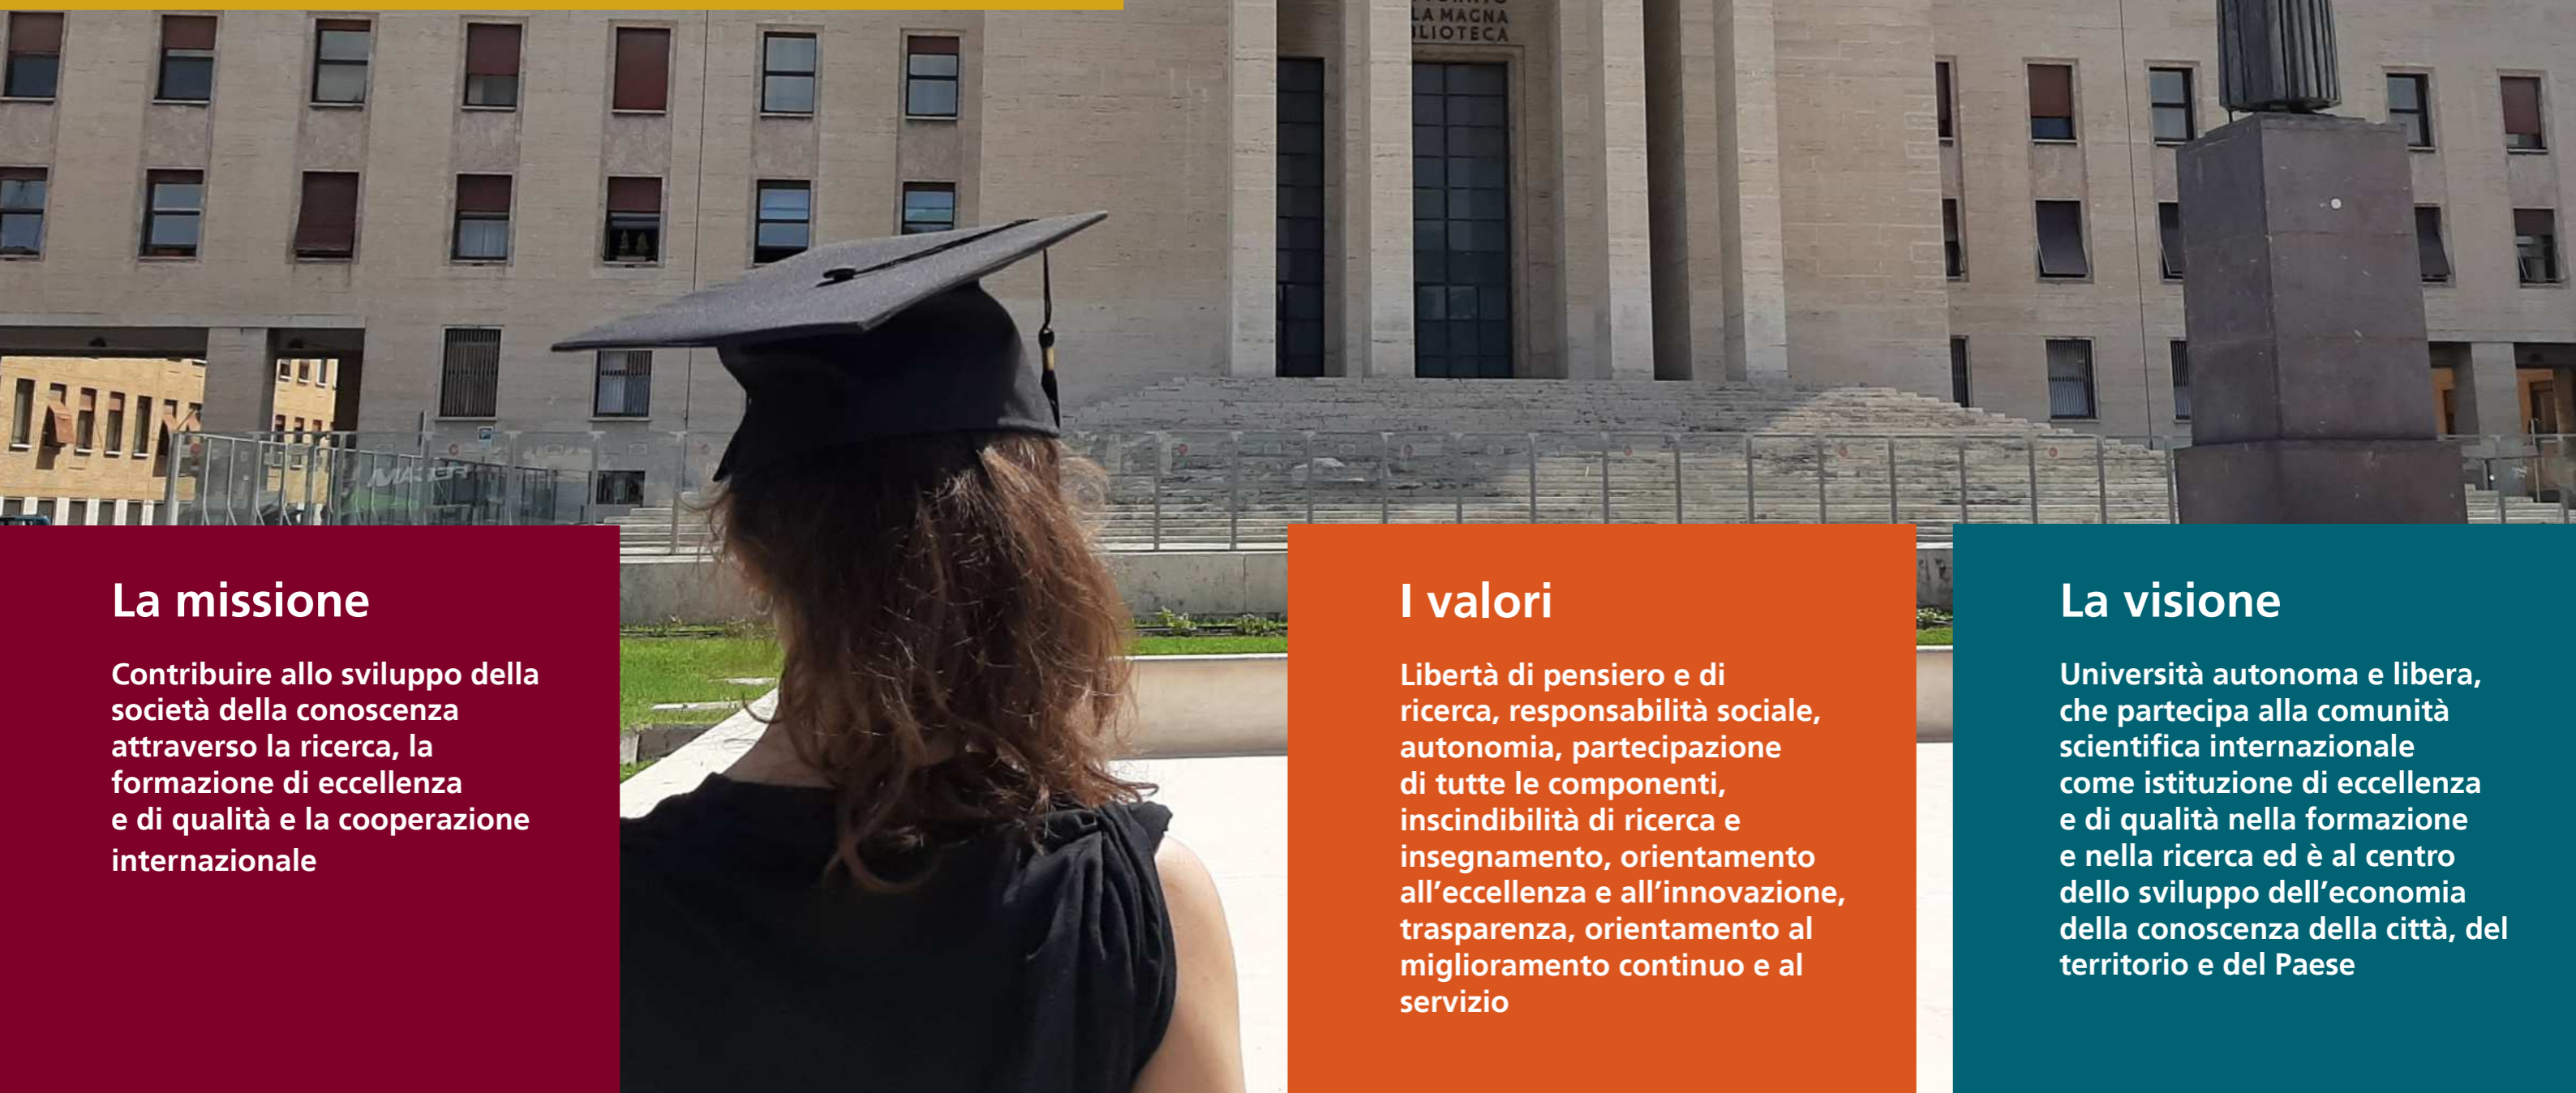 LA MAGNA
La missione
Contribuire allo sviluppo della
società della conoscenza
attraverso la ricerca, la
formazione di eccellenza
e di qualità e la cooperazione
internazionale
I valori
Libertà di pensiero e di
ricerca, responsabilità sociale,
autonomia, partecipazione
di tutte le componenti,
inscindibilità di ricerca e
insegnamento, orientamento
all’eccellenza e all’innovazione,
trasparenza, orientamento al
miglioramento continuo e al
servizio
La visione
Università autonoma e libera,
che partecipa alla comunità
scientifica internazionale
come istituzione di eccellenza
e di qualità nella formazione
e nella ricerca ed è al centro
dello sviluppo dell’economia
della conoscenza della città, del
territorio e del Paese